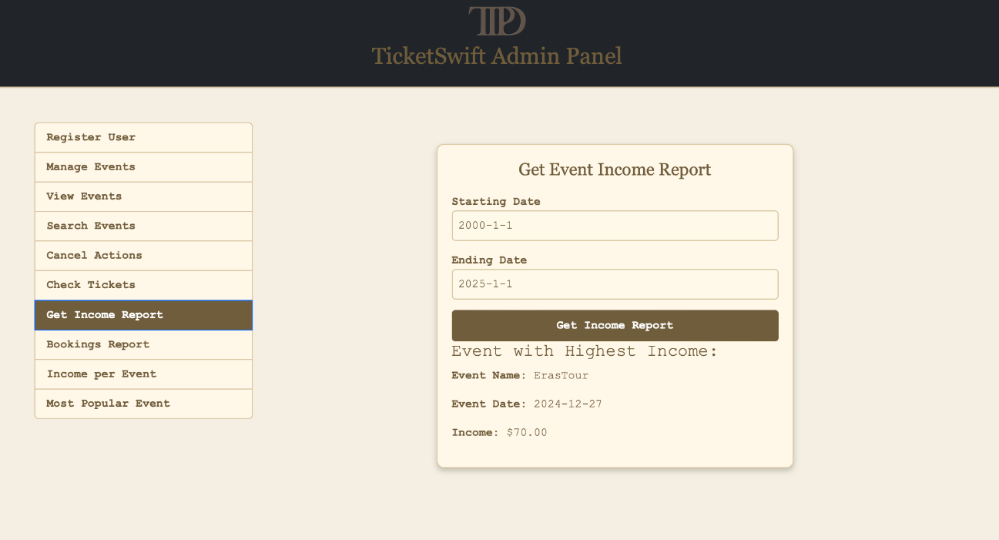 TPD
TicketSwift Admin Panel
Register User
Manage Events
View Events
Search Events
Cancel Actions
Check Tickets
Get Income Report
Bookings Report
Income per Event
Most Popular Event
Get Event Income Report
Starting Date
2000-1-1
Ending Date
2025-1-1
Get Income Report
Event with Highest Income:
Event Name: ErasTour
Event Date: 2024-12-27
Income: $70.00